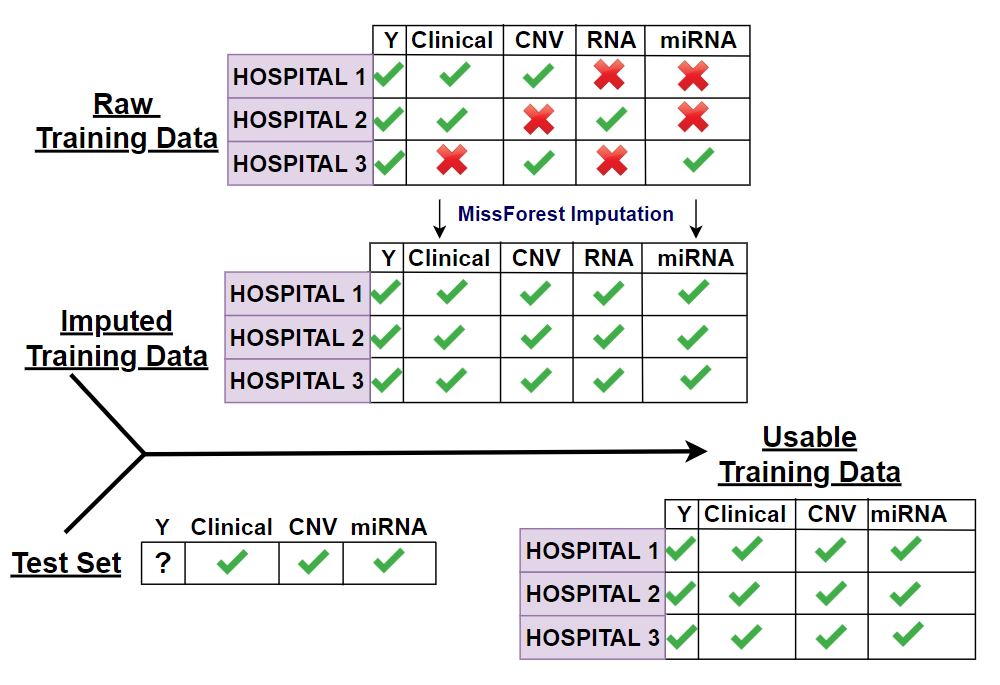 Y Clinical CNV RNA miRNA
HOSPITAL 1
HOSPITAL 2
HOSPITAL 3
Raw
Training Data
MissForest Imputation
Y Clinical CNV RNA miRNA
HOSPITAL 1
HOSPITAL 2
HOSPITAL 3
Imputed
Training Data
Usable
Training Data
Y Clinical CNV miRNA
HOSPITAL 1
HOSPITAL 2
HOSPITAL 3
Test Set
Y Clinical CNV miRNA
?